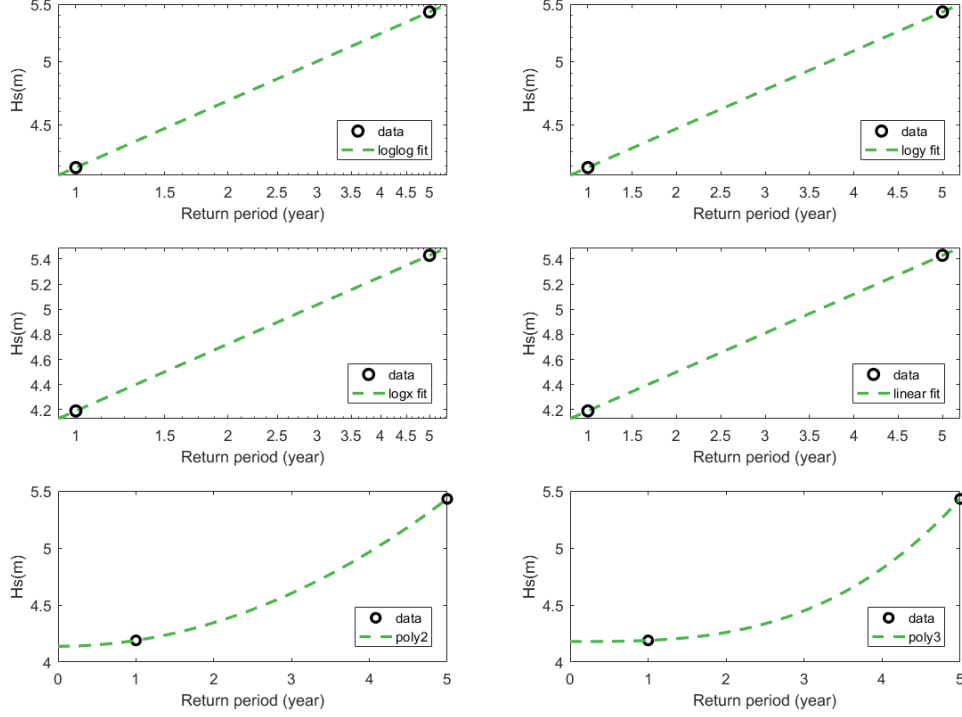 5.5
5
4.5
Hs(m)
data
loglog fit
1 1.5 2 2.5 3 3.5 4 4.5 5
Return period (year)
5.5
5
4.5
Hs(m)
data
logy fit
1 1.5 2 2.5 3 3.5 4 4.5 5
Return period (year)
5.4
5.2
5
4.8
4.6
4.4
4.2
Hs(m)
data
logx fit
1 1.5 2 2.5 3 3.5 4 4.5 5
Return period (year)
5.4
5.2
5
4.8
4.6
4.4
4.2
Hs(m)
data
linear fit
1 1.5 2 2.5 3 3.5 4 4.5 5
Return period (year)
5.5
5
4.5
4
Hs(m)
data
poly2
0 1 2 3 4 5
Return period (year)
5.5
5
4.5
4
Hs(m)
data
poly3
0 1 2 3 4 5
Return period (year)